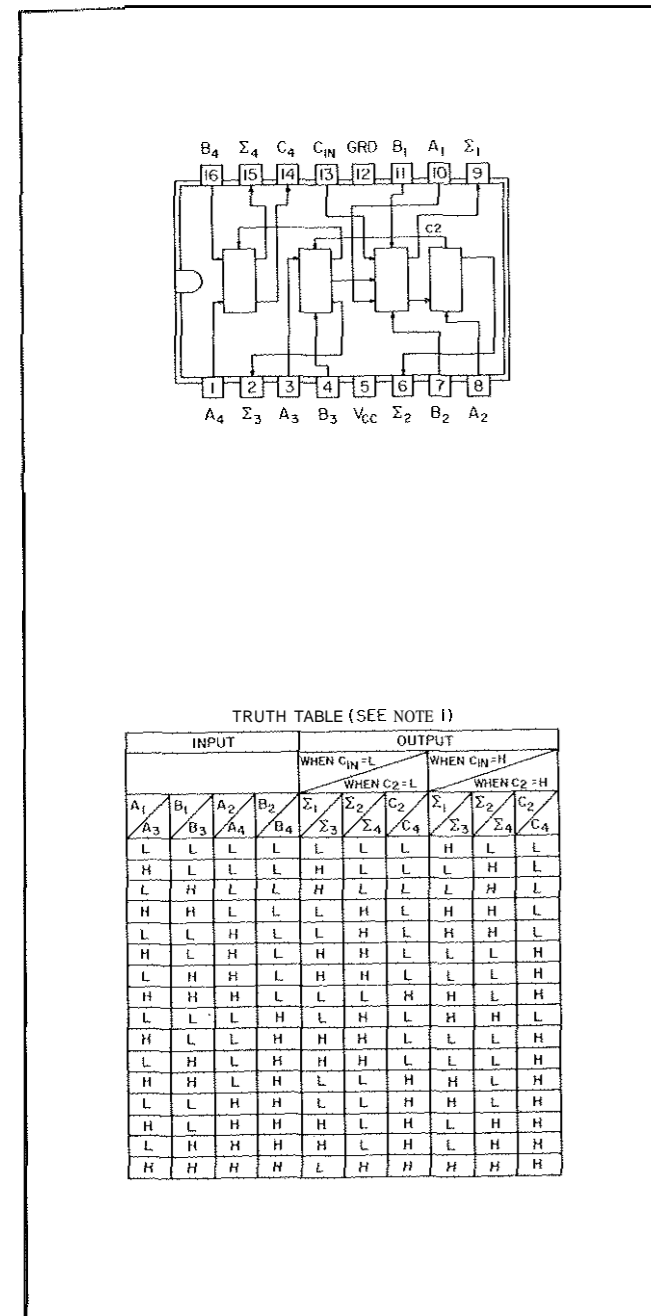 B4 Σ4 C4 CIN GRD B1 A1 Σ1
16 15 14 13 12 11 10 9
C2
1 2 3 4 5 6 7 8
A4 Σ3 A3 B3 VCC Σ2 B2 A2
TRUTH TABLE (SEE NOTE 1)
INPUT OUTPUT
WHEN CIN=L WHEN CIN=H
WHEN C2=L WHEN C2=H
A1 B1 A2 B2 Σ1 Σ2 C2 Σ1 Σ2 C2
A3 B3 A4 B4 Σ3 Σ4 C4 Σ3 Σ4 C4
L L L L L L L H L L
H L L L H L L L H L
L H L L H L L L H L
H H L L L H L H H L
L L H L L H L H H L
H L H L H H L L L H
L H H L H H L L L H
H H H L L L H H L H
L L L H L H L H H L
H L L H H H L L L H
L H L H H H L L L H
H H L H L L H H L H
L L H H L L H H L H
H L H H H L H L H H
L H H H H L H L H H
H H H H L H H H H H